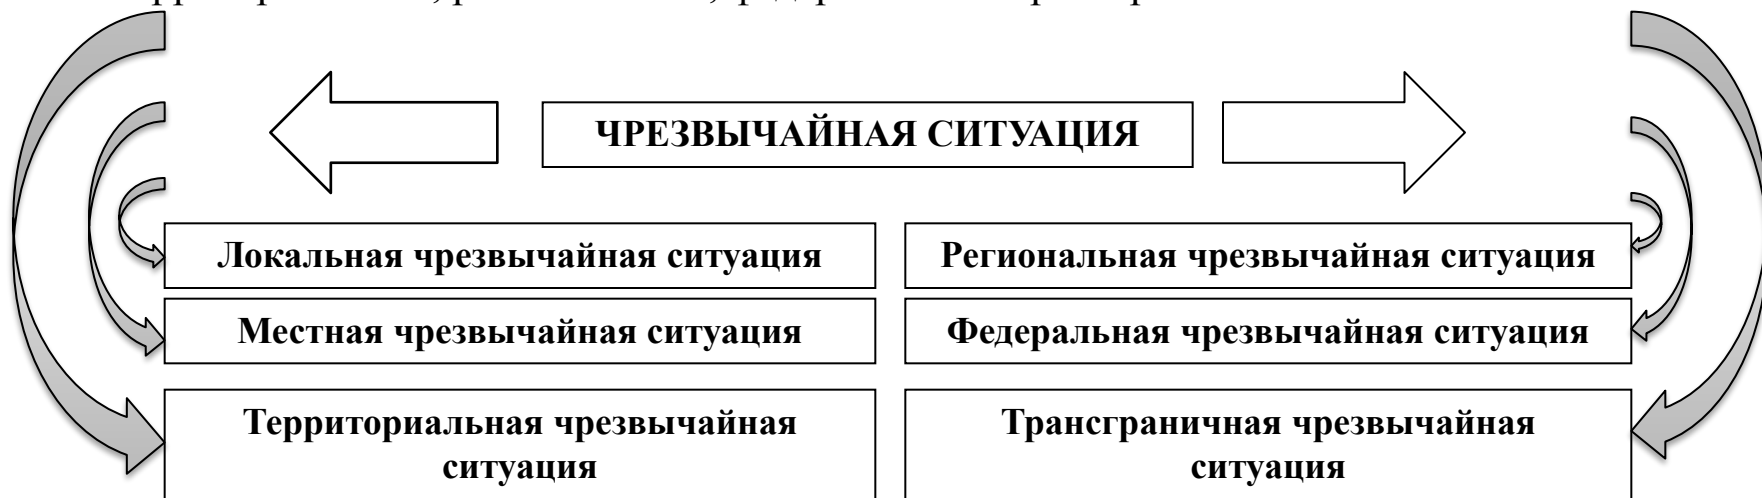 ЧРЕЗВЫЧАЙНАЯ СИТУАЦИЯ
Локальная чрезвычайная ситуация
Региональная чрезвычайная ситуация
Местная чрезвычайная ситуация
Федеральная чрезвычайная ситуация
Территориальная чрезвычайная
ситуация
Трансграничная чрезвычайная
ситуация